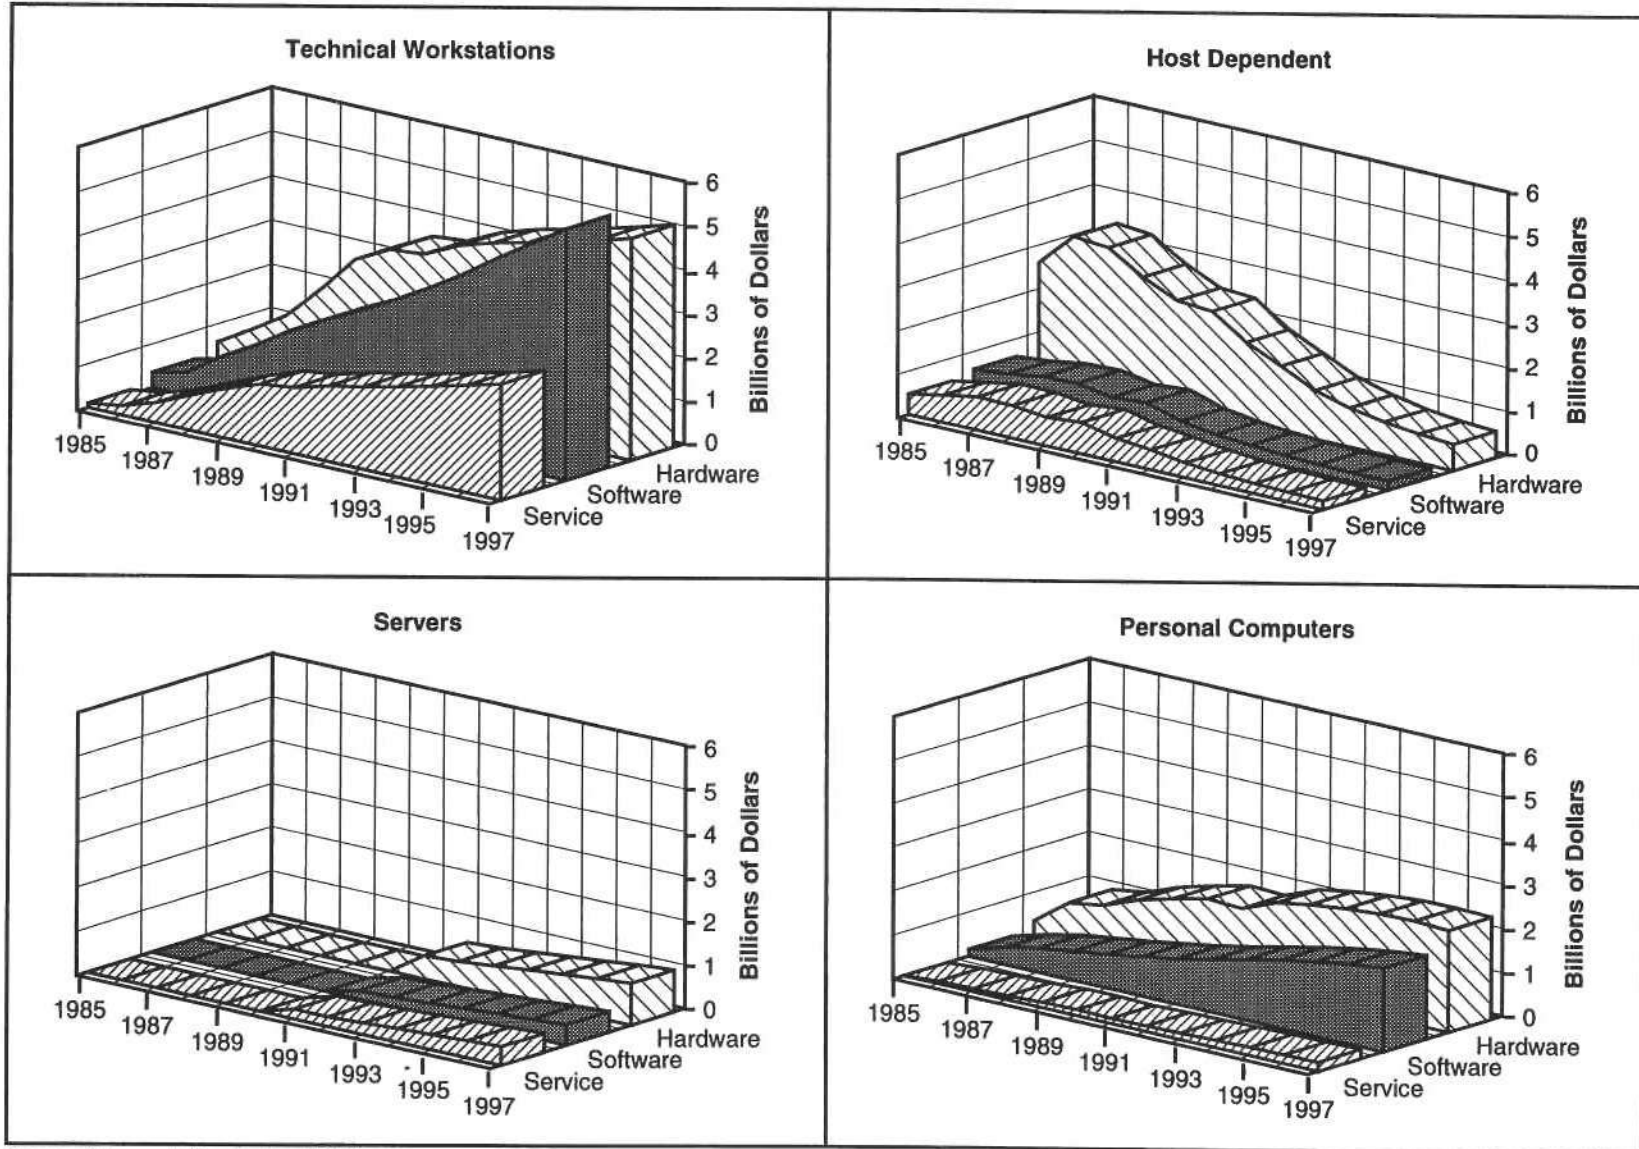 Technical Workstations
6
5
4
3
2
1
0
Billions of Dollars
1985
1987
1989
1991
1993
1995
1997
Service
Software
Hardware
Host Dependent
6
5
4
3
2
1
0
Billions of Dollars
1985
1987
1989
1991
1993
1995
1997
Service
Software
Hardware
Servers
6
5
4
3
2
1
0
Billions of Dollars
1985
1987
1989
1991
1993
1995
1997
Service
Software
Hardware
Personal Computers
6
5
4
3
2
1
0
Billions of Dollars
1985
1987
1989
1991
1993
1995
1997
Service
Software
Hardware